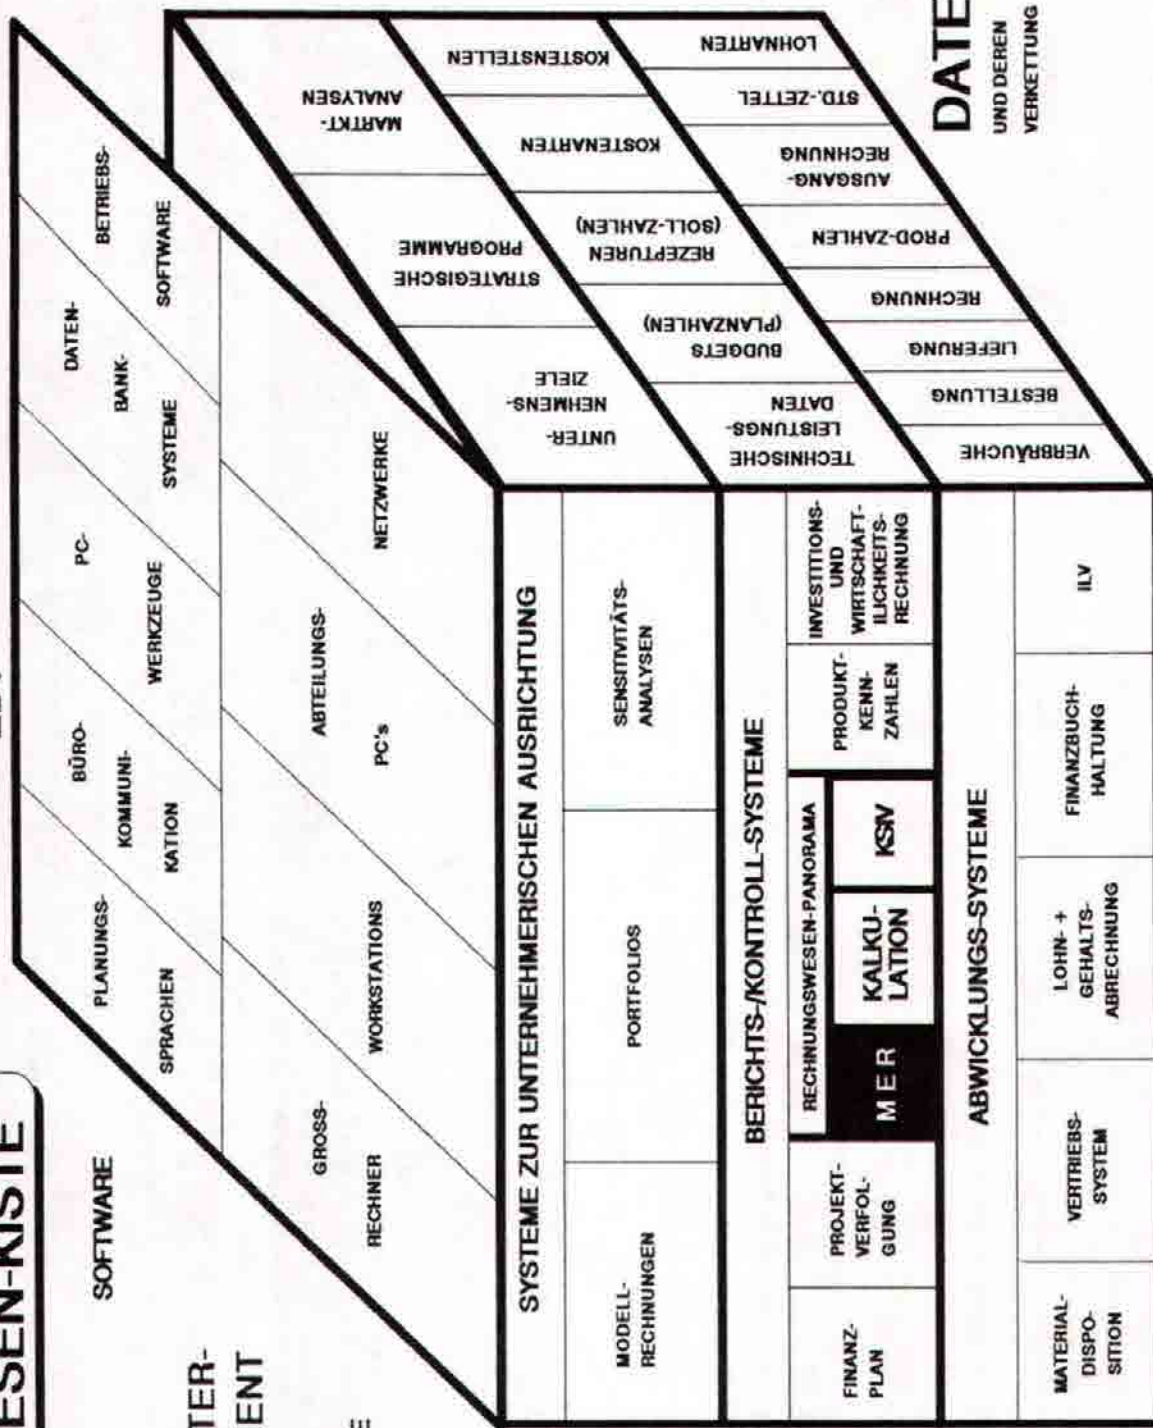 ESEN-KISTE
SOFTWARE
TER-
ENT
PLANUNGS-
SPRACHEN
BÜRO-
KOMMUNI-
KATION
PC-
WERKZEUGE
DATEN-
BANK-
SYSTEME
BETRIEBS-
SOFTWARE
GROSS-
RECHNER
WORKSTATIONS
ABTEILUNGS-
PC's
NETZWERKE
SYSTEME ZUR UNTERNEHMERISCHEN AUSRICHTUNG
MODELL-
RECHNUNGEN
PORTFOLIOS
SENSITIVITÄTS-
ANALYSEN
BERICHTS-/KONTROLL-SYSTEME
FINANZ-
PLAN
PROJEKT-
VERFOL-
GUNG
RECHNUNGSWESEN-PANORAMA
MER
KALKU-
LATION
KSIV
PRODUKT-
KENN-
ZAHLEN
INVESTITIONS-
UND
WIRTSCHAFT-
ILICHKEITS-
RECHNUNG
ABWICKLUNGS-SYSTEME
MATERIAL-
DISPO-
SITION
VERTRIEBS-
SYSTEM
LOHN- +
GEHALTS-
ABRECHNUNG
FINANZBUCH-
HALTUNG
ILV
UNTER-
NEHMENS-
ZIELE
STRATEGISCHE
PROGRAMME
MARTKT-
ANALYSEN
TECHNISCHE
LEISTUNGS-
DATEN
BUDGETS
(PLANZAHLEN)
REZEPTUREN
(SOLL-ZAHLEN)
KOSTENARTEN
KOSTENSTELLEN
VERBRÄUCHE
BESTELLUNG
LIEFERUNG
RECHNUNG
PROD-ZAHLEN
AUSGANG-
RECHNUNG
STD.-ZETTEL
LOHNARTEN
DATE
UND DEREN
VERKETTUNG